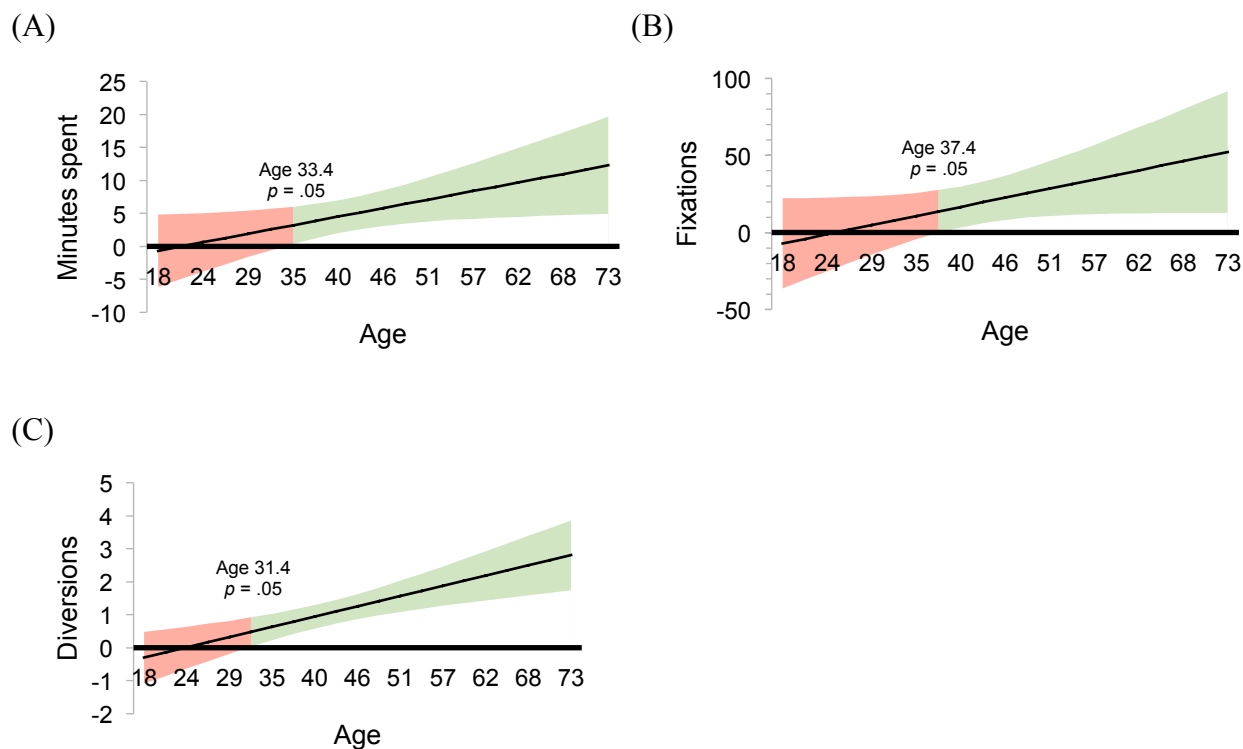 (A)
(B)
25
20
15
10
5
0
-5
-10
Minutes spent
Age 33.4
p = .05
18 24 29 35 40 46 51 57 62 68 73
Age
100
50
0
-50
Fixations
Age 37.4
p = .05
18 24 29 35 40 46 51 57 62 68 73
Age
(C)
5
4
3
2
1
0
-1
-2
Diversions
Age 31.4
p = .05
18 24 29 35 40 46 51 57 62 68 73
Age